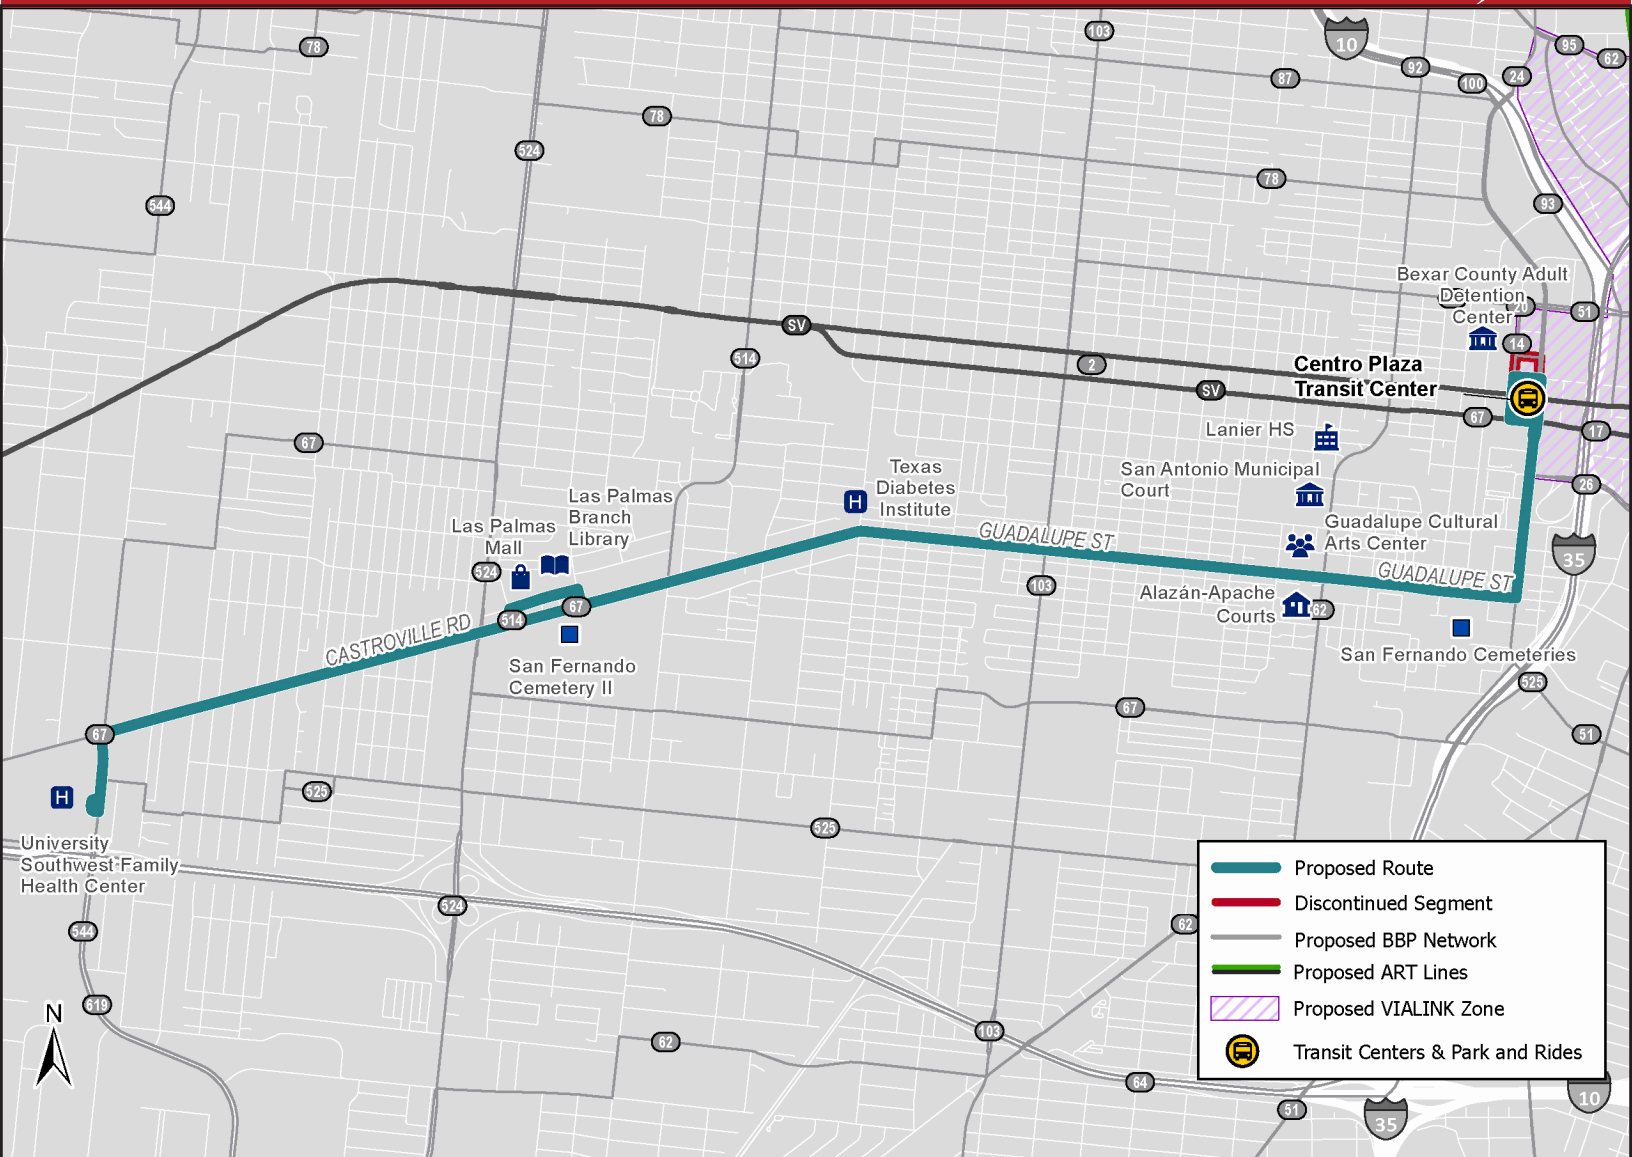 78
103
10
87
92
100
24
95
62
78
524
78
544
93
Bexar County Adult
Detention
Center
20
51
14
SV
514
2
SV
Centro Plaza
Transit Center
67
17
Lanier HS
67
San Antonio Municipal
Court
26
Texas
Diabetes
Institute
H
Las Palmas
Branch
Library
Las Palmas
Mall
524
GUADALUPE ST
Guadalupe Cultural
Arts Center
35
GUADALUPE ST
103
Alazán-Apache
Courts
62
67
514
CASTROVILLE RD
San Fernando
Cemetery II
San Fernando Cemeteries
525
67
51
67
H
525
525
University
Southwest Family
Health Center
524
62
544
619
N
103
62
64
51
35
10
Proposed Route
Discontinued Segment
Proposed BBP Network
Proposed ART Lines
Proposed VIALINK Zone
Transit Centers & Park and Rides